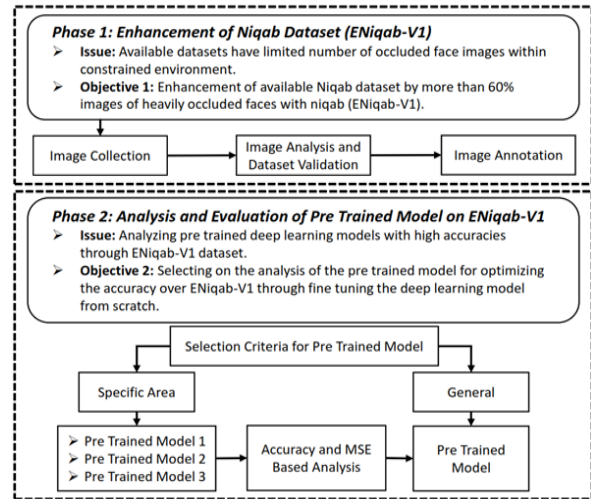 Phase 1: Enhancement of Niqab Dataset (ENiqab-V1)
➢ Issue: Available datasets have limited number of occluded face images within
constrained environment.
➢ Objective 1: Enhancement of available Niqab dataset by more than 60%
images of heavily occluded faces with niqab (ENiqab-V1).
Image Collection
Image Analysis and
Dataset Validation
Image Annotation
Phase 2: Analysis and Evaluation of Pre Trained Model on ENiqab-V1
➢ Issue: Analyzing pre trained deep learning models with high accuracies
through ENiqab-V1 dataset.
➢ Objective 2: Selecting on the analysis of the pre trained model for optimizing
the accuracy over ENiqab-V1 through fine tuning the deep learning model
from scratch.
Selection Criteria for Pre Trained Model
Specific Area
General
➢ Pre Trained Model 1
➢ Pre Trained Model 2
➢ Pre Trained Model 3
Accuracy and MSE
Based Analysis
Pre Trained
Model